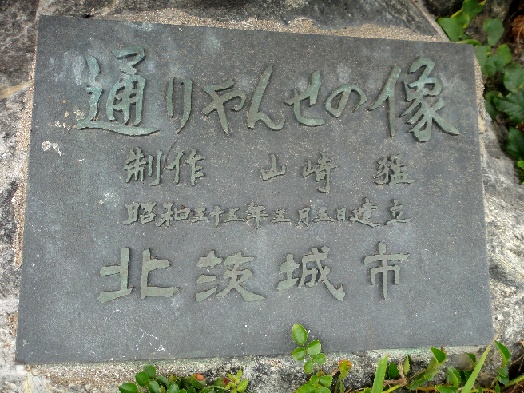 通りゃんせの像
制作 山崎 雅
昭和五十五年五月五日建立
北茨城市